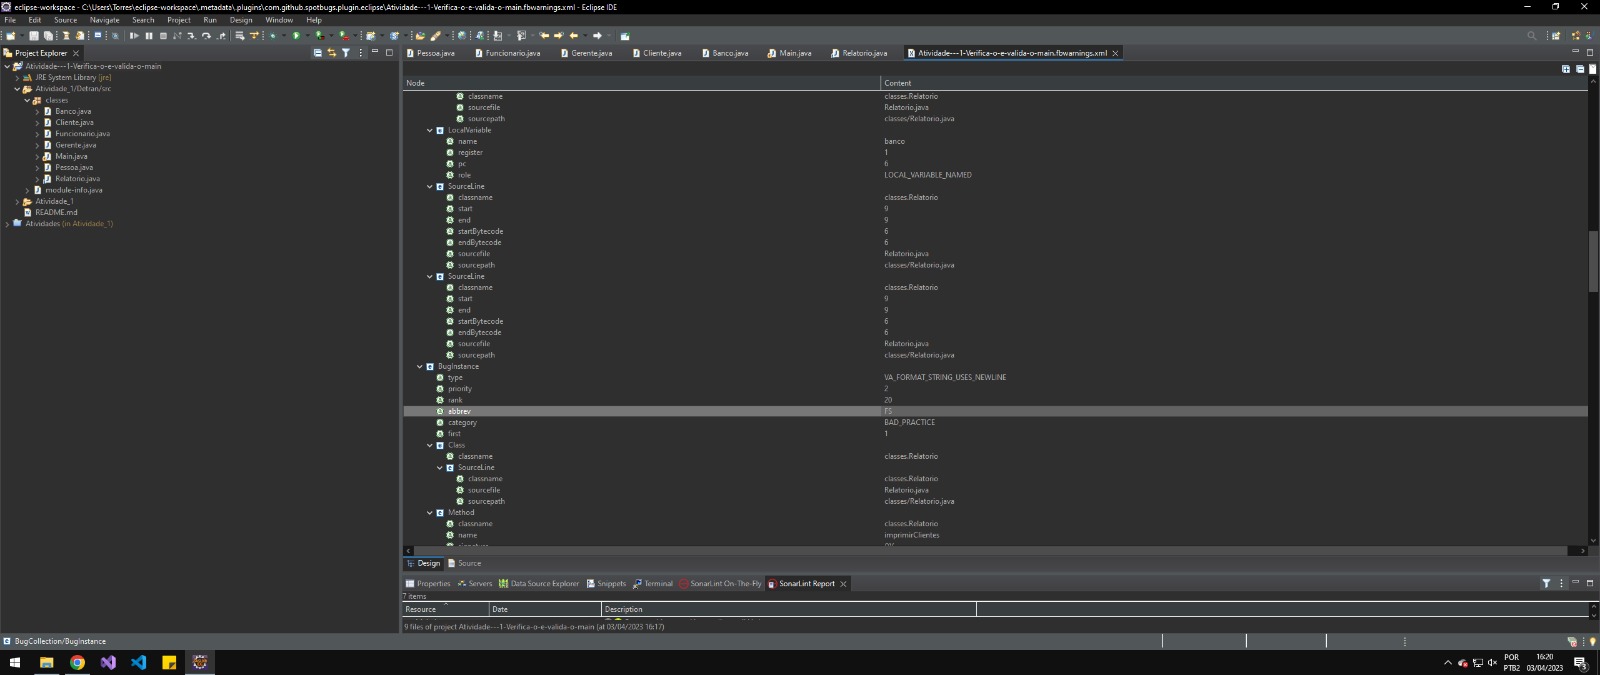 eclipse-workspace - C:\Users\Torres\eclipse-workspace\.metadata\.plugins\com.github.spotbugs.plugin.eclipse\Atividade---1-Verifica-o-e-valida-o-main.fbwarnings.xml - Eclipse IDE
File Edit Source Navigate Search Project Run Design Window Help
Project Explorer
Atividade---1-Verifica-o-e-valida-o-main
JRE System Library [jre]
Atividade_1/Detran/src
classes
Banco.java
Cliente.java
Funcionario.java
Gerente.java
Main.java
Pessoa.java
Relatorio.java
module-info.java
Atividade_1
README.md
Atividades (in Atividade_1)
Pessoa.java Funcionario.java Gerente.java Cliente.java Banco.java Main.java Relatorio.java Atividade---1-Verifica-o-e-valida-o-main.fbwarnings.xml
Node Content
classname classes.Relatorio
sourcefile Relatorio.java
sourcepath classes/Relatorio.java
LocalVariable
name banco
register 1
pc 6
role LOCAL_VARIABLE_NAMED
SourceLine
classname classes.Relatorio
start 9
end 9
startBytecode 6
endBytecode 6
sourcefile Relatorio.java
sourcepath classes/Relatorio.java
SourceLine
classname classes.Relatorio
start 9
end 9
startBytecode 6
endBytecode 6
sourcefile Relatorio.java
sourcepath classes/Relatorio.java
BugInstance
type VA_FORMAT_STRING_USES_NEWLINE
priority 2
rank 20
abbrev FS
category BAD_PRACTICE
first 1
Class
classname classes.Relatorio
SourceLine
classname classes.Relatorio
sourcefile Relatorio.java
sourcepath classes/Relatorio.java
Method
classname classes.Relatorio
name imprimirClientes
Design Source
Properties Servers Data Source Explorer Snippets Terminal SonarLint On-The-Fly SonarLint Report
7 items
Resource Date Description
9 files of project Atividade---1-Verifica-o-e-valida-o-main (at 03/04/2023 16:17)
BugCollection/BugInstance
POR 16:20
PTB2 03/04/2023
3